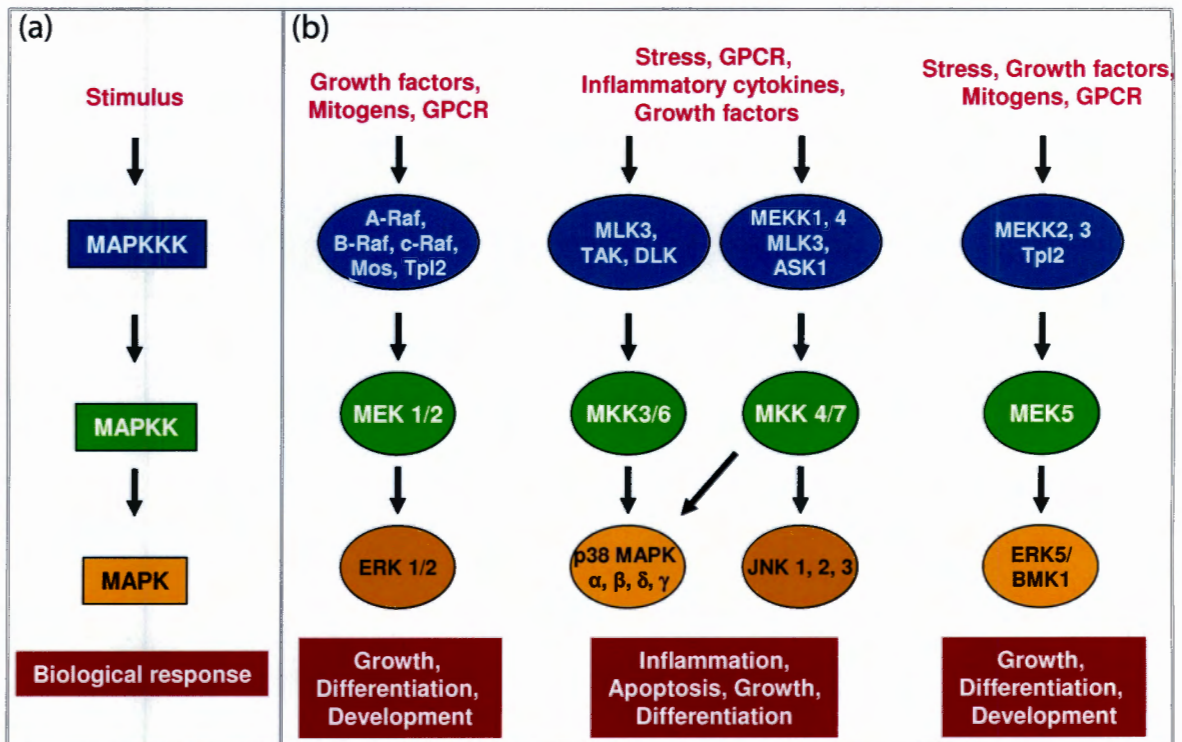 (a)
Stimulus
MAPKKK
MAPKK
MAPK
Biological response
(b)
Growth factors,
Mitogens, GPCR
A-Raf,
B-Raf, c-Raf,
Mos, Tpl2
MEK 1/2
ERK 1/2
Growth,
Differentiation,
Development
Stress, GPCR,
Inflammatory cytokines,
Growth factors
MLK3,
TAK, DLK
MKK3/6
p38 MAPK
α, β, δ, γ
MEKK1, 4
MLK3,
ASK1
MKK 4/7
JNK 1, 2, 3
Inflammation,
Apoptosis, Growth,
Differentiation
Stress, Growth factors,
Mitogens, GPCR
MEKK2, 3
Tpl2
MEK5
ERK5/
BMK1
Growth,
Differentiation,
Development